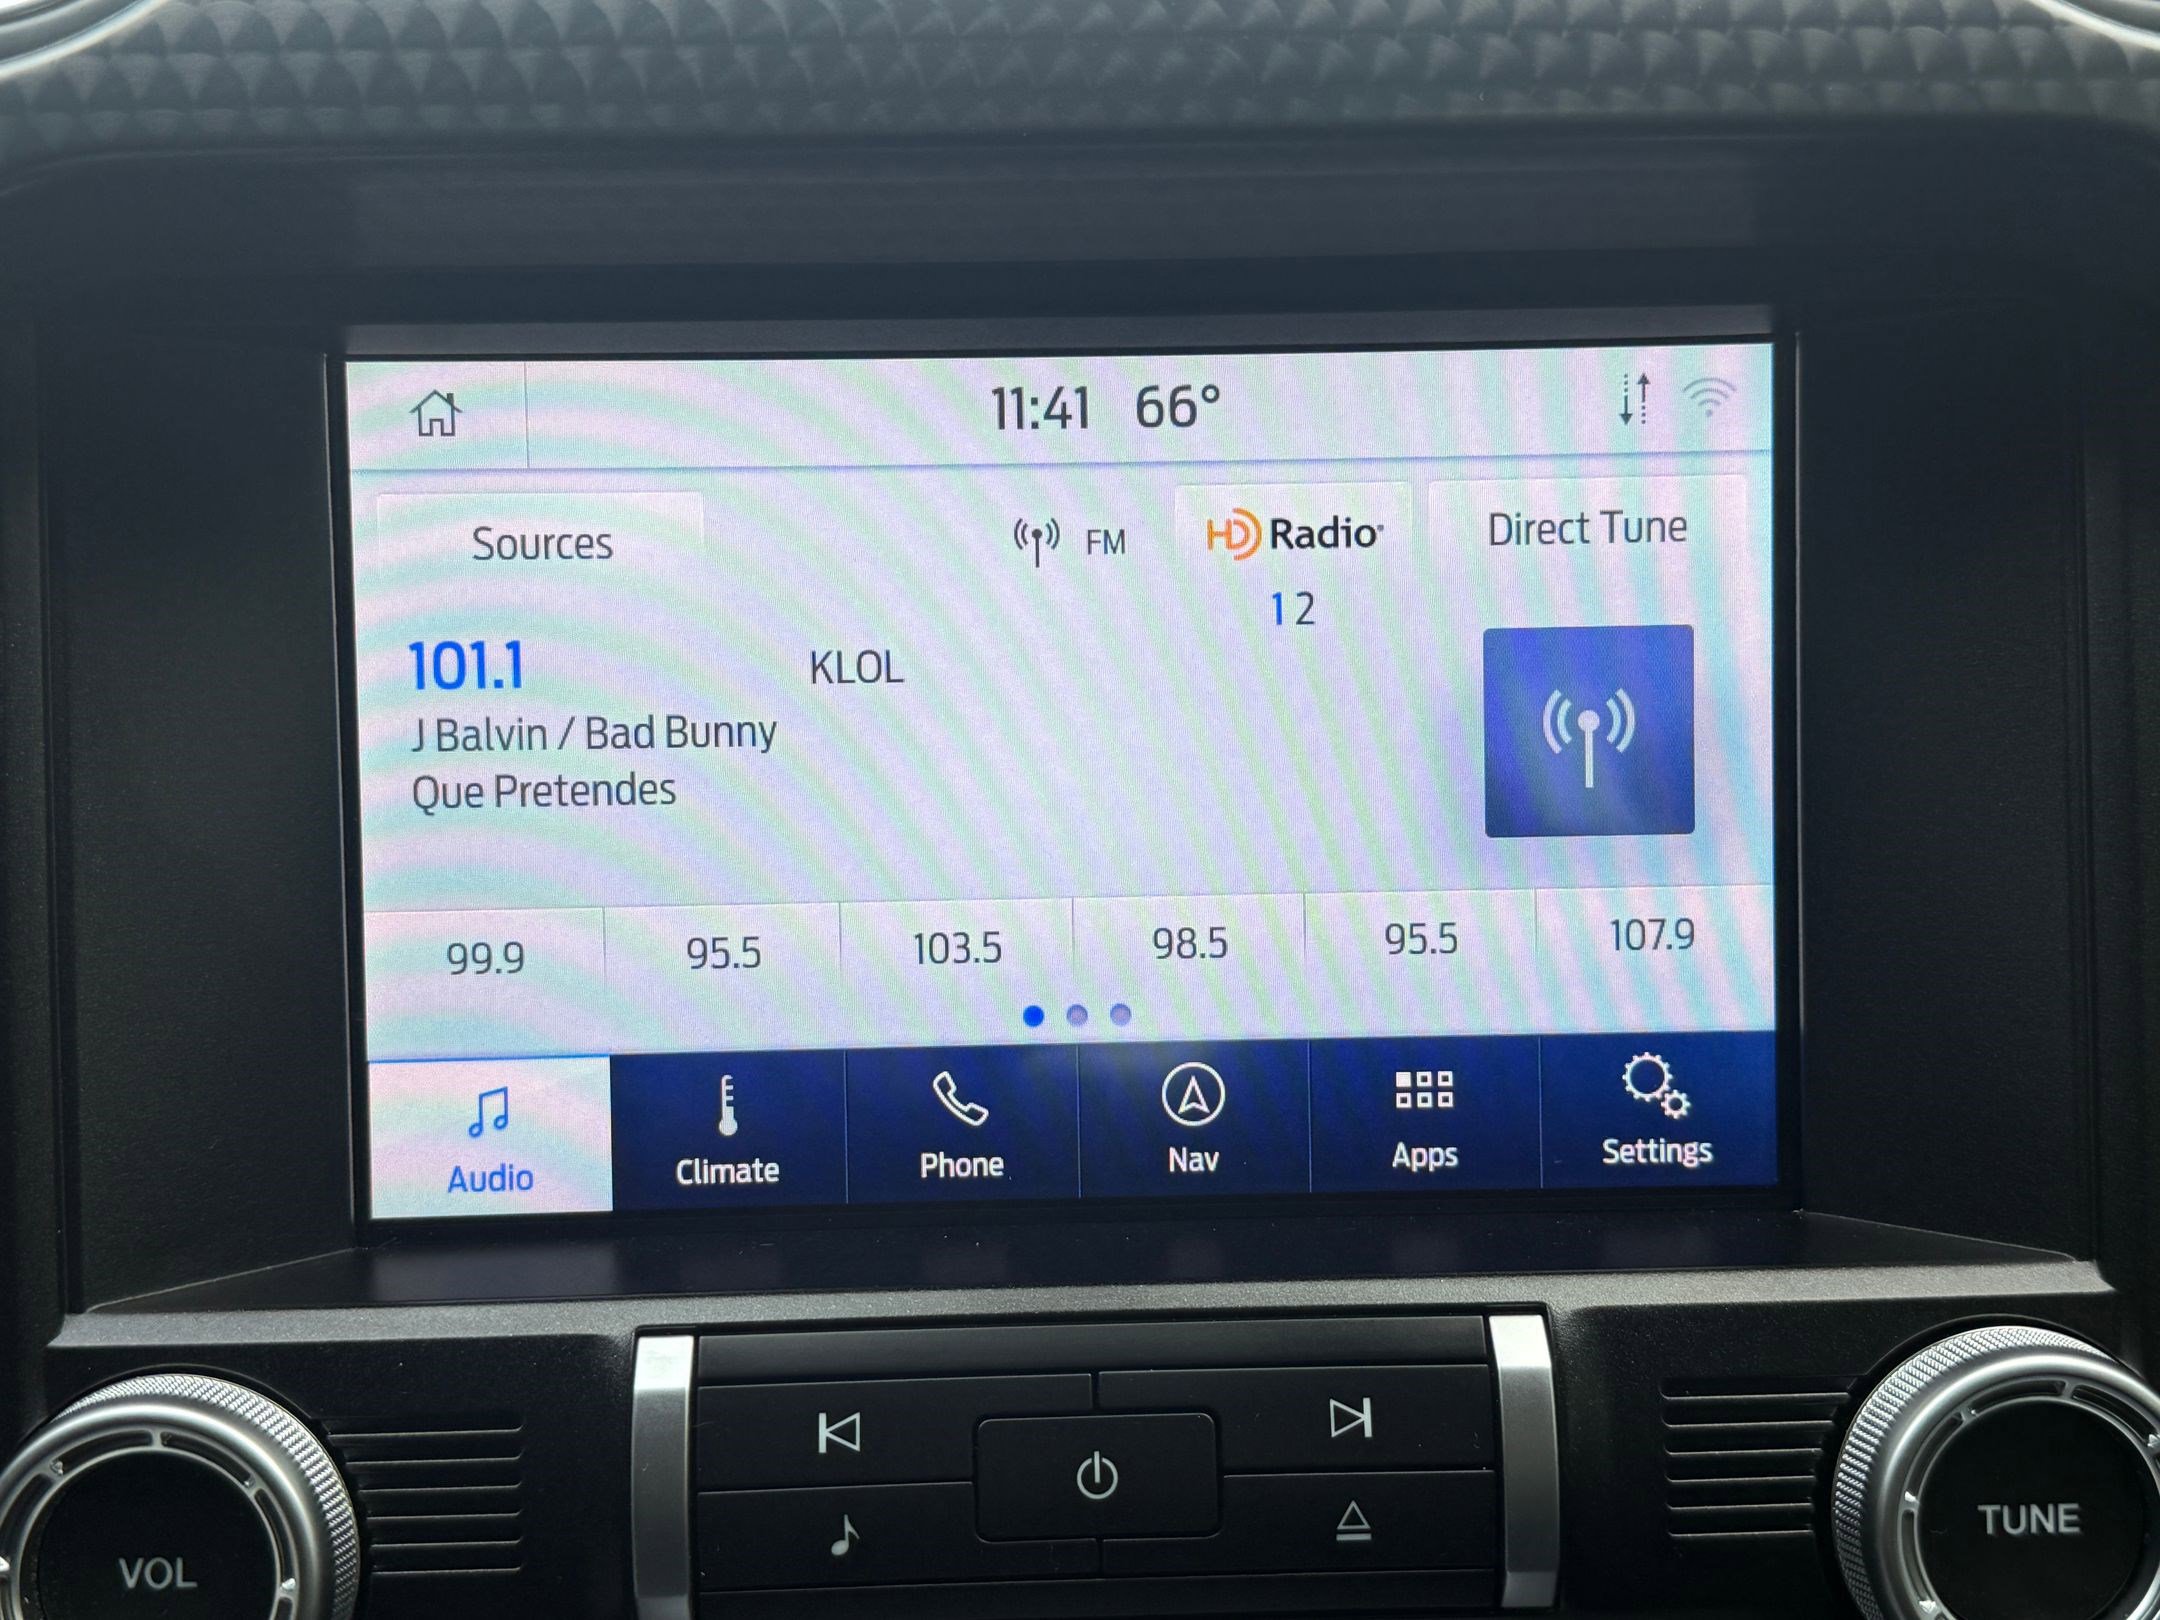 11:41 66°
Sources FM HD Radio® Direct Tune
1 2
101.1 KLOL
J Balvin / Bad Bunny
Que Pretendes
99.9 95.5 103.5 98.5 95.5 107.9
Audio Climate Phone Nav Apps Settings
VOL TUNE